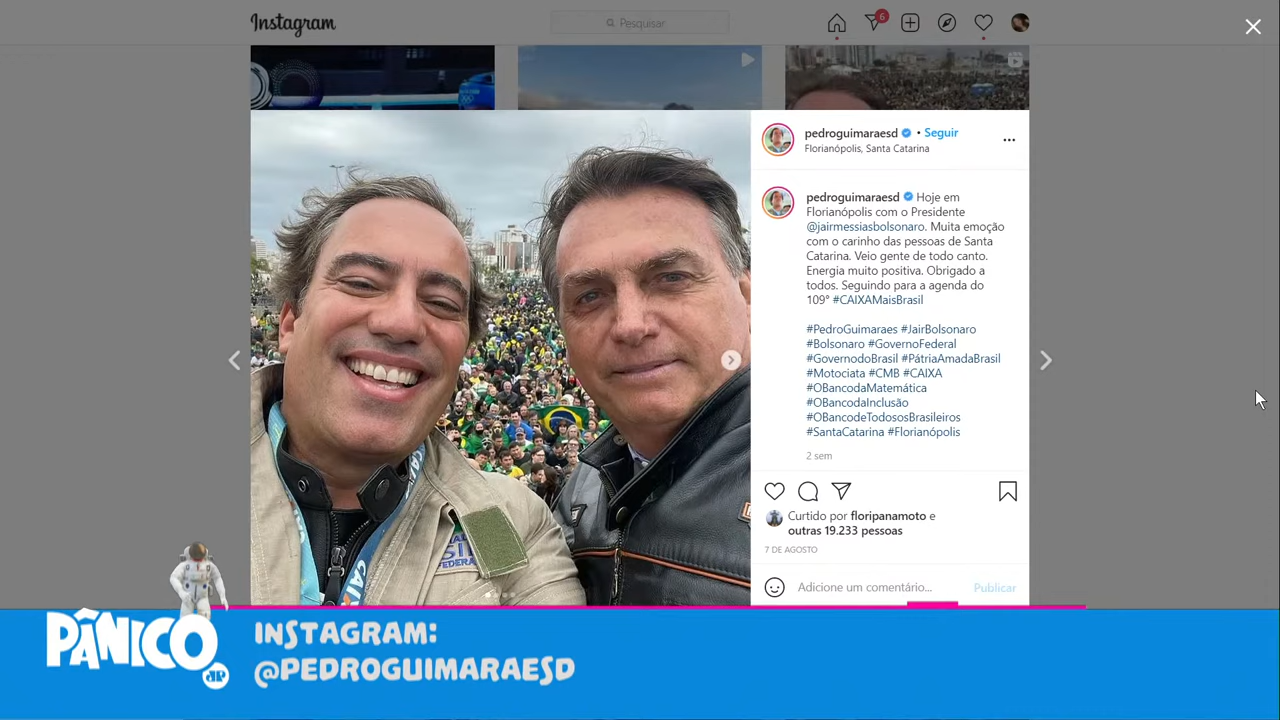 Instagram
Pesquisar
6
pedroguimaraesd • Seguir
Florianópolis, Santa Catarina
pedroguimaraesd Hoje em
Florianópolis com o Presidente
@jairmessiasbolsonaro. Muita emoção
com o carinho das pessoas de Santa
Catarina. Veio gente de todo canto.
Energia muito positiva. Obrigado a
todos. Seguindo para a agenda do
109° #CAIXAMaisBrasil
#PedroGuimaraes #JairBolsonaro
#Bolsonaro #GovernoFederal
#GovernodoBrasil #PátriaAmadaBrasil
#Motociata #CMB #CAIXA
#OBancodaMatemática
#OBancodaInclusão
#OBancodeTodososBrasileiros
#SantaCatarina #Florianópolis
2 sem
Curtido por floripanamoto e
outras 19.233 pessoas
7 DE AGOSTO
Adicione um comentário... Publicar
PÂNICO
JP
INSTAGRAM:
@PEDROGUIMARAESD